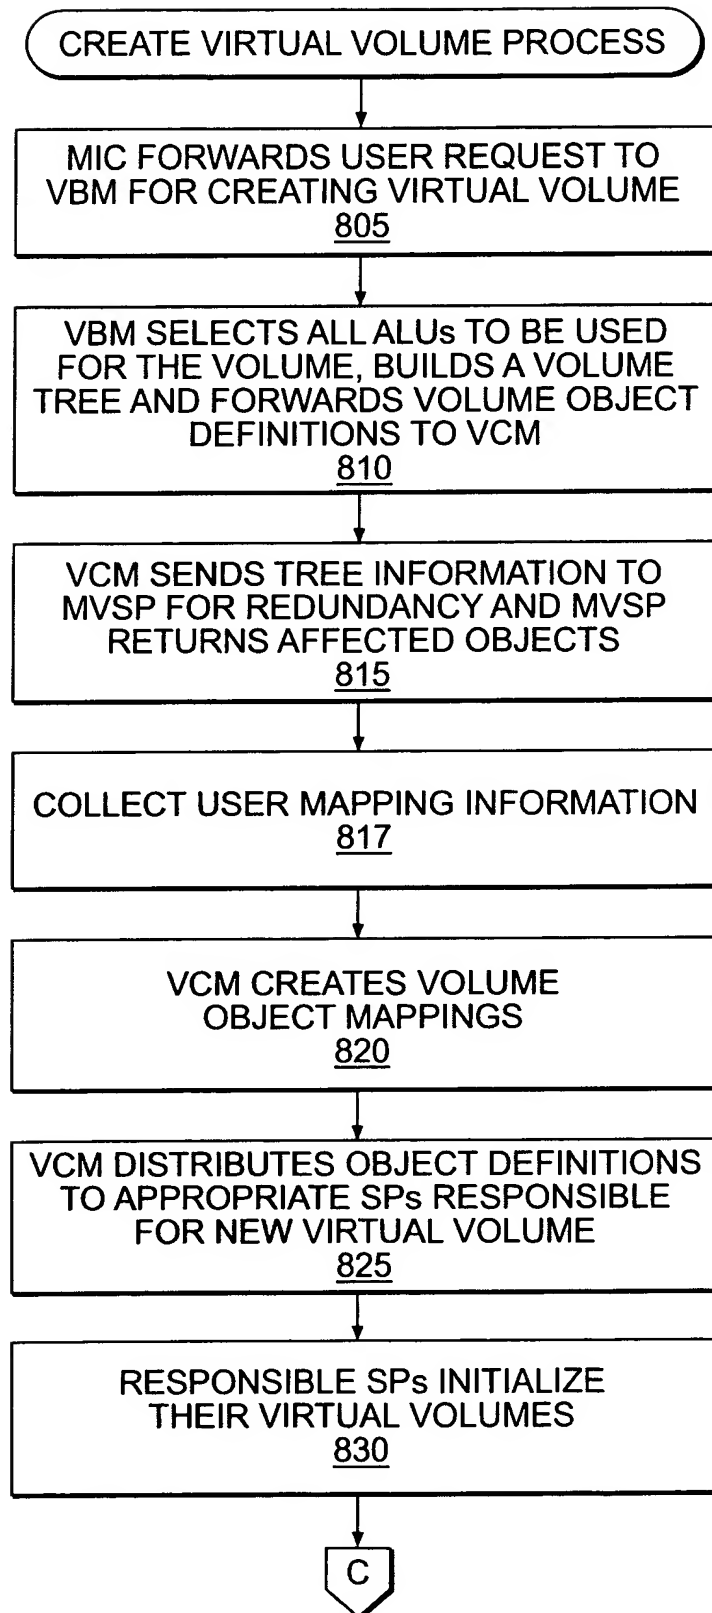 CREATE VIRTUAL VOLUME PROCESS
MIC FORWARDS USER REQUEST TO
VBM FOR CREATING VIRTUAL VOLUME
805
VBM SELECTS ALL ALUs TO BE USED
FOR THE VOLUME, BUILDS A VOLUME
TREE AND FORWARDS VOLUME OBJECT
DEFINITIONS TO VCM
810
VCM SENDS TREE INFORMATION TO
MVSP FOR REDUNDANCY AND MVSP
RETURNS AFFECTED OBJECTS
815
COLLECT USER MAPPING INFORMATION
817
VCM CREATES VOLUME
OBJECT MAPPINGS
820
VCM DISTRIBUTES OBJECT DEFINITIONS
TO APPROPRIATE SPs RESPONSIBLE
FOR NEW VIRTUAL VOLUME
825
RESPONSIBLE SPs INITIALIZE
THEIR VIRTUAL VOLUMES
830
C